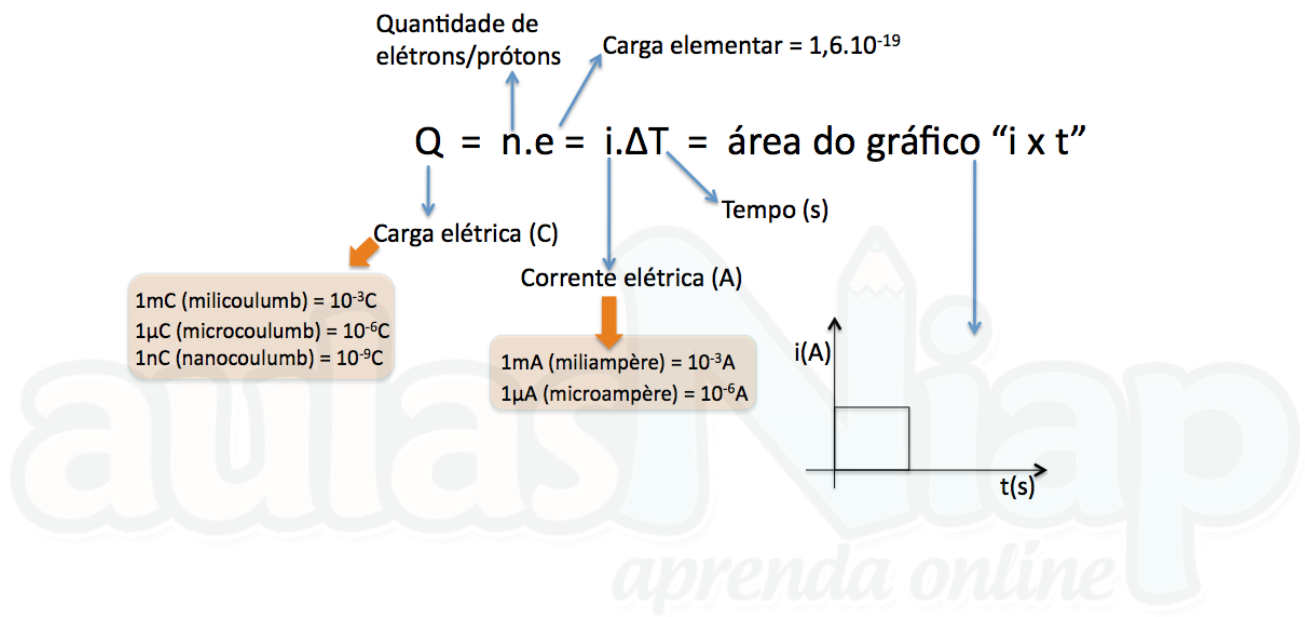 Quantidade de
elétrons/prótons
Carga elementar = 1,6.10⁻¹⁹
Q = n.e = i.ΔT = área do gráfico “i x t”
Tempo (s)
Carga elétrica (C)
Corrente elétrica (A)
1mC (milicoulumb) = 10⁻³C
1μC (microcoulumb) = 10⁻⁶C
1nC (nanocoulumb) = 10⁻⁹C
1mA (miliampère) = 10⁻³A
1μA (microampère) = 10⁻⁶A
i(A)
t(s)
aulasNiap
aprenda online